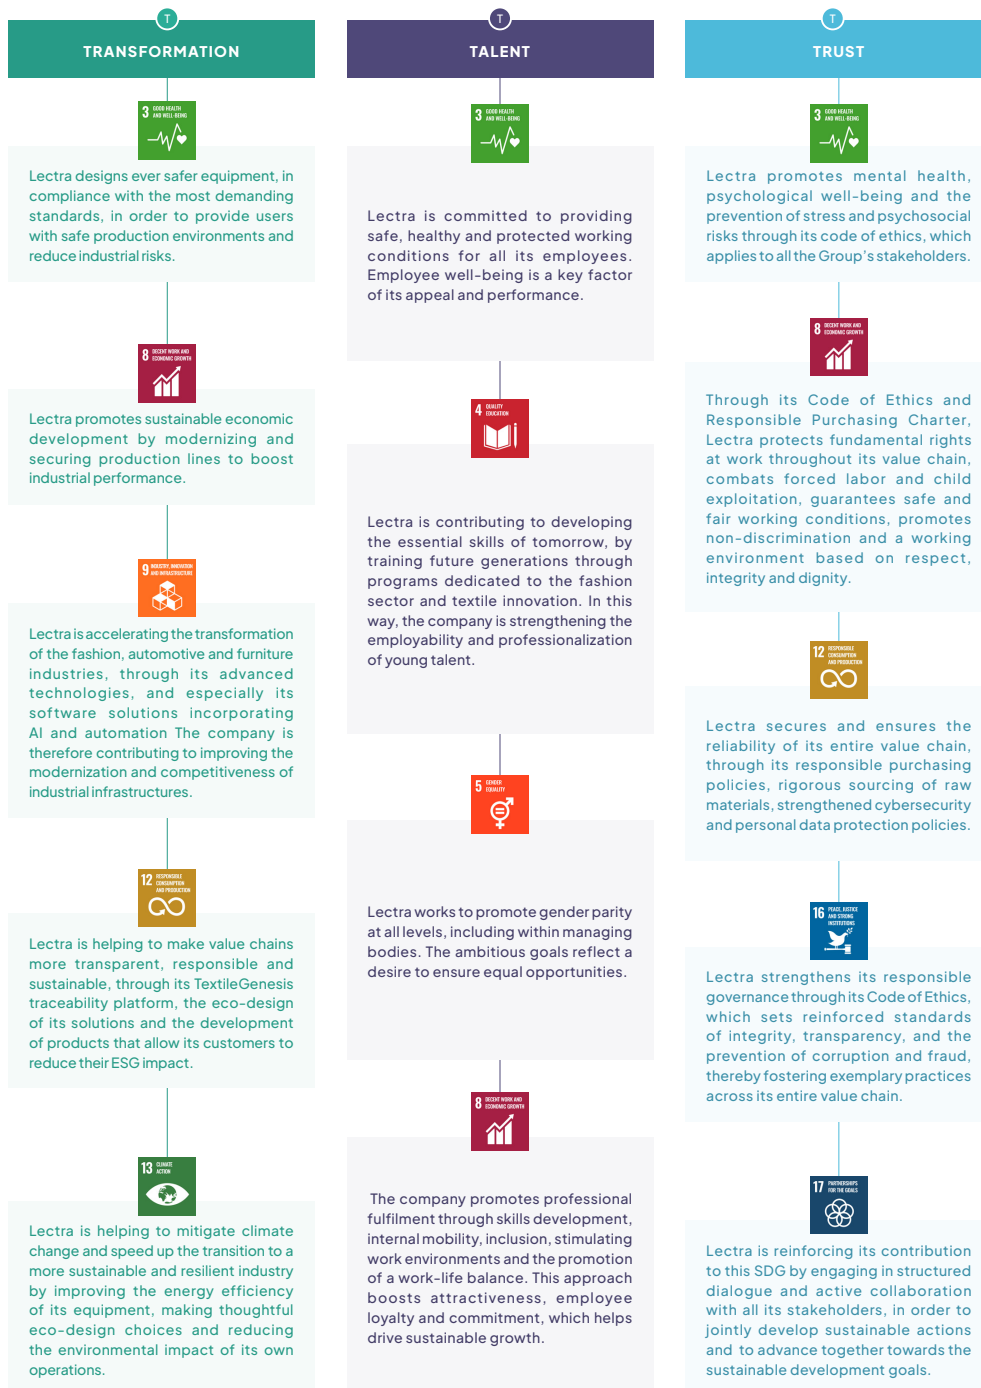 T
TRANSFORMATION
3 GOOD HEALTH
AND WELL-BEING
Lectra designs ever safer equipment, in
compliance with the most demanding
standards, in order to provide users
with safe production environments and
reduce industrial risks.
8 DECENT WORK AND
ECONOMIC GROWTH
Lectra promotes sustainable economic
development by modernizing and
securing production lines to boost
industrial performance.
9 INDUSTRY, INNOVATION
AND INFRASTRUCTURE
Lectra is accelerating the transformation
of the fashion, automotive and furniture
industries, through its advanced
technologies, and especially its
software solutions incorporating
AI and automation The company is
therefore contributing to improving the
modernization and competitiveness of
industrial infrastructures.
12 RESPONSIBLE
CONSUMPTION
AND PRODUCTION
Lectra is helping to make value chains
more transparent, responsible and
sustainable, through its TextileGenesis
traceability platform, the eco-design
of its solutions and the development
of products that allow its customers to
reduce their ESG impact.
13 CLIMATE
ACTION
Lectra is helping to mitigate climate
change and speed up the transition to a
more sustainable and resilient industry
by improving the energy efficiency
of its equipment, making thoughtful
eco-design choices and reducing
the environmental impact of its own
operations.
T
TALENT
3 GOOD HEALTH
AND WELL-BEING
Lectra is committed to providing
safe, healthy and protected working
conditions for all its employees.
Employee well-being is a key factor
of its appeal and performance.
4 QUALITY
EDUCATION
Lectra is contributing to developing
the essential skills of tomorrow, by
training future generations through
programs dedicated to the fashion
sector and textile innovation. In this
way, the company is strengthening the
employability and professionalization
of young talent.
5 GENDER
EQUALITY
Lectra works to promote gender parity
at all levels, including within managing
bodies. The ambitious goals reflect a
desire to ensure equal opportunities.
8 DECENT WORK AND
ECONOMIC GROWTH
The company promotes professional
fulfilment through skills development,
internal mobility, inclusion, stimulating
work environments and the promotion
of a work-life balance. This approach
boosts attractiveness, employee
loyalty and commitment, which helps
drive sustainable growth.
T
TRUST
3 GOOD HEALTH
AND WELL-BEING
Lectra promotes mental health,
psychological well-being and the
prevention of stress and psychosocial
risks through its code of ethics, which
applies to all the Group's stakeholders.
8 DECENT WORK AND
ECONOMIC GROWTH
Through its Code of Ethics and
Responsible Purchasing Charter,
Lectra protects fundamental rights
at work throughout its value chain,
combats forced labor and child
exploitation, guarantees safe and
fair working conditions, promotes
non-discrimination and a working
environment based on respect,
integrity and dignity.
12 RESPONSIBLE
CONSUMPTION
AND PRODUCTION
Lectra secures and ensures the
reliability of its entire value chain,
through its responsible purchasing
policies, rigorous sourcing of raw
materials, strengthened cybersecurity
and personal data protection policies.
16 PEACE, JUSTICE
AND STRONG
INSTITUTIONS
Lectra strengthens its responsible
governance through its Code of Ethics,
which sets reinforced standards
of integrity, transparency, and the
prevention of corruption and fraud,
thereby fostering exemplary practices
across its entire value chain.
17 PARTNERSHIPS
FOR THE GOALS
Lectra is reinforcing its contribution
to this SDG by engaging in structured
dialogue and active collaboration
with all its stakeholders, in order to
jointly develop sustainable actions
and to advance together towards the
sustainable development goals.